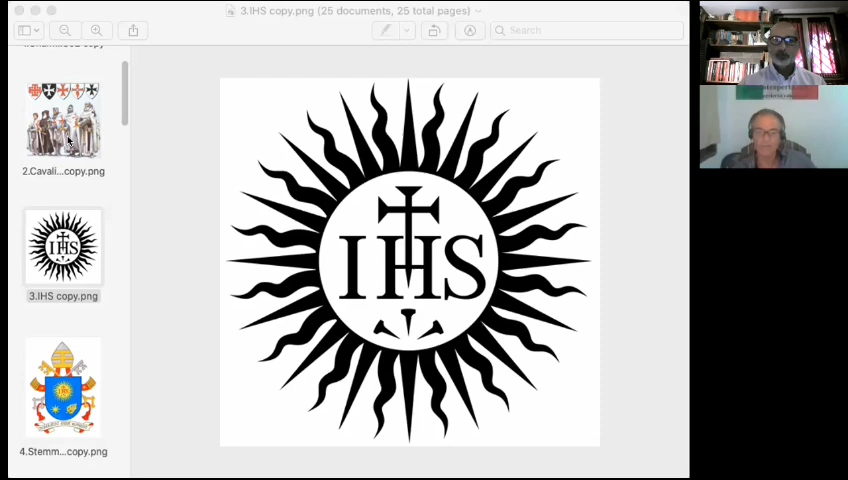 3.IHS copy.png (25 documents, 25 total pages)
Search
2.Cavali...copy.png
IHS
3.IHS copy.png
4.Stemm...copy.png
IHS